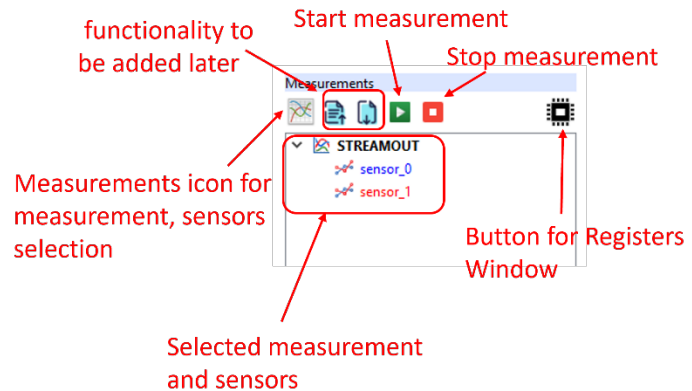 Start measurement
functionality to
be added later
Stop measurement
Measurements
STREAMOUT
sensor_0
sensor_1
Measurements icon for
measurement, sensors
selection
Button for Registers
Window
Selected measurement
and sensors